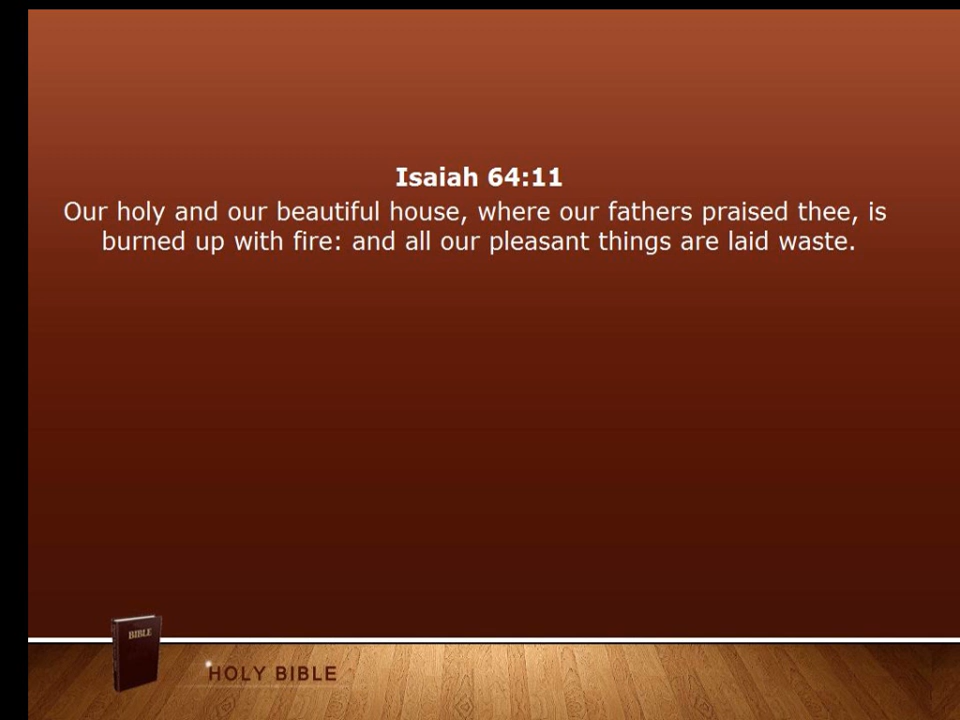 Isaiah 64:11
Our holy and our beautiful house, where our fathers praised thee, is
burned up with fire: and all our pleasant things are laid waste.
BIBLE
HOLY BIBLE